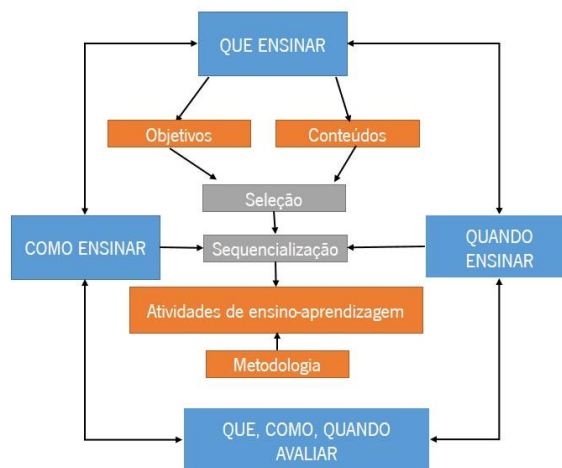 QUE ENSINAR
Objetivos
Conteúdos
Seleção
COMO ENSINAR
Sequencialização
QUANDO
ENSINAR
Atividades de ensino-aprendizagem
Metodologia
QUE, COMO, QUANDO
AVALIAR